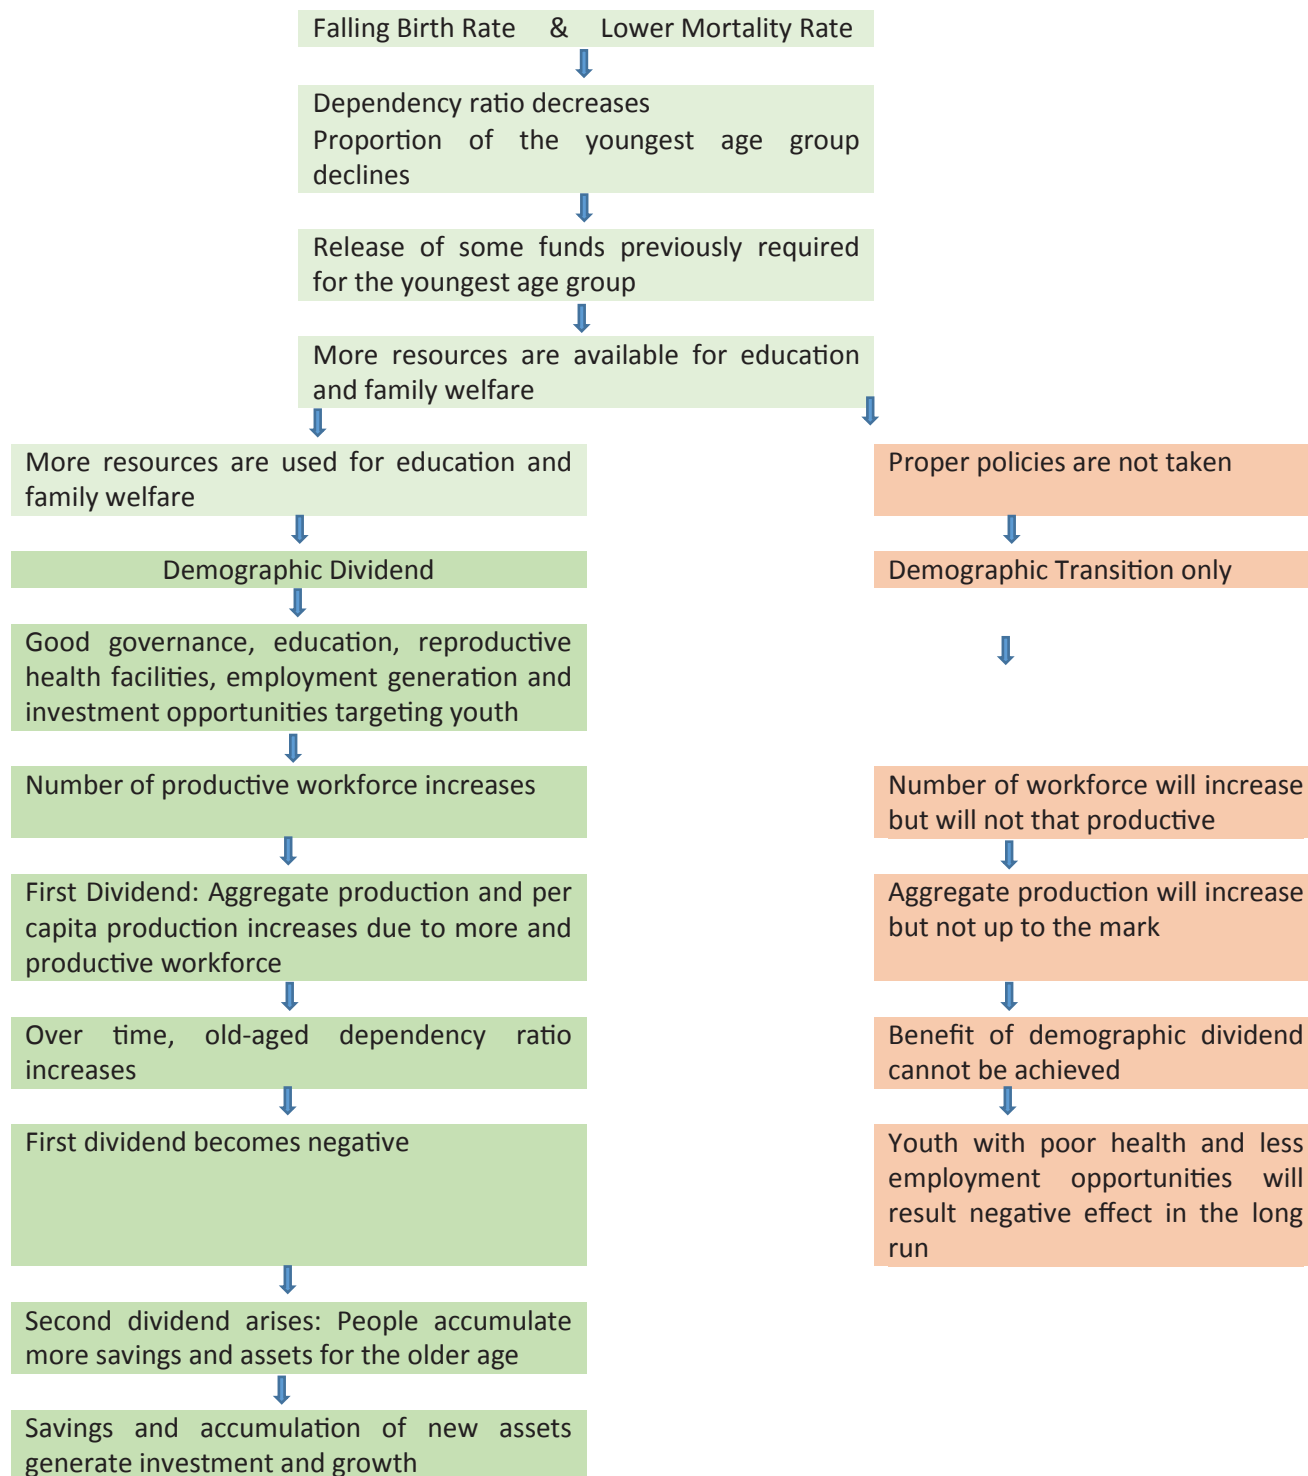 Falling Birth Rate & Lower Mortality Rate
Dependency ratio decreases
Proportion of the youngest age group
declines
Release of some funds previously required
for the youngest age group
More resources are available for education
and family welfare
More resources are used for education and
family welfare
Demographic Dividend
Good governance, education, reproductive
health facilities, employment generation and
investment opportunities targeting youth
Number of productive workforce increases
First Dividend: Aggregate production and per
capita production increases due to more and
productive workforce
Over time, old-aged dependency ratio
increases
First dividend becomes negative
Second dividend arises: People accumulate
more savings and assets for the older age
Savings and accumulation of new assets
generate investment and growth
Proper policies are not taken
Demographic Transition only
Number of workforce will increase
but will not that productive
Aggregate production will increase
but not up to the mark
Benefit of demographic dividend
cannot be achieved
Youth with poor health and less
employment opportunities will
result negative effect in the long
run